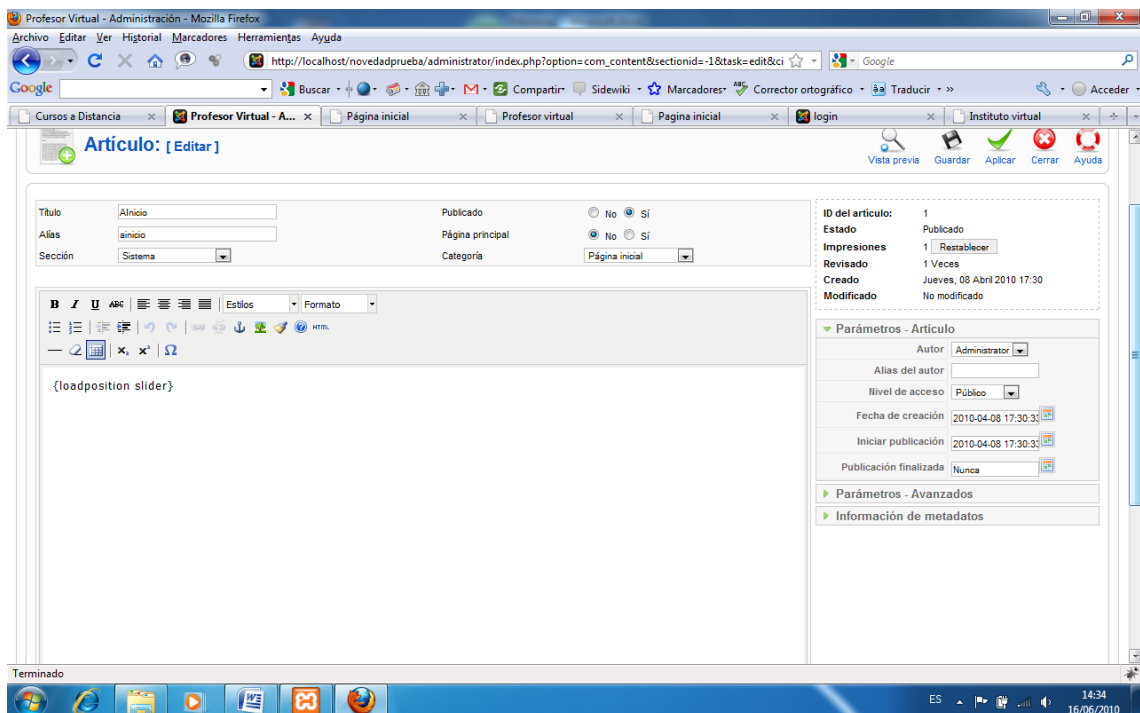 Profesor Virtual - Administración - Mozilla Firefox
Archivo Editar Ver Historial Marcadores Herramientas Ayuda
http://localhost/novedadprueba/administrator/index.php?option=com_content&sectionid=-1&task=edit&ci Google
Google Buscar Compartir Sidewiki Marcadores Corrector ortográfico Traducir Acceder
Cursos a Distancia Profesor Virtual - A... Página inicial Profesor virtual Pagina inicial login Instituto virtual
Artículo: [ Editar ] Vista previa Guardar Aplicar Cerrar Ayuda
Título AInicio Publicado No Sí ID del artículo: 1
Alias ainicio Página principal No Sí Estado Publicado
Sección Sistema Categoría Página inicial Impresiones 1 Restablecer
Revisado 1 Veces
Creado Jueves, 08 Abril 2010 17:30
Modificado No modificado
B I U ABC Estilos Formato
HTML
x₂ x² Ω
{loadposition slider}
Parámetros - Artículo
Autor Administrator
Alias del autor
Nivel de acceso Público
Fecha de creación 2010-04-08 17:30:33
Iniciar publicación 2010-04-08 17:30:33
Publicación finalizada Nunca
Parámetros - Avanzados
Información de metadatos
Terminado
ES 14:34
16/06/2010